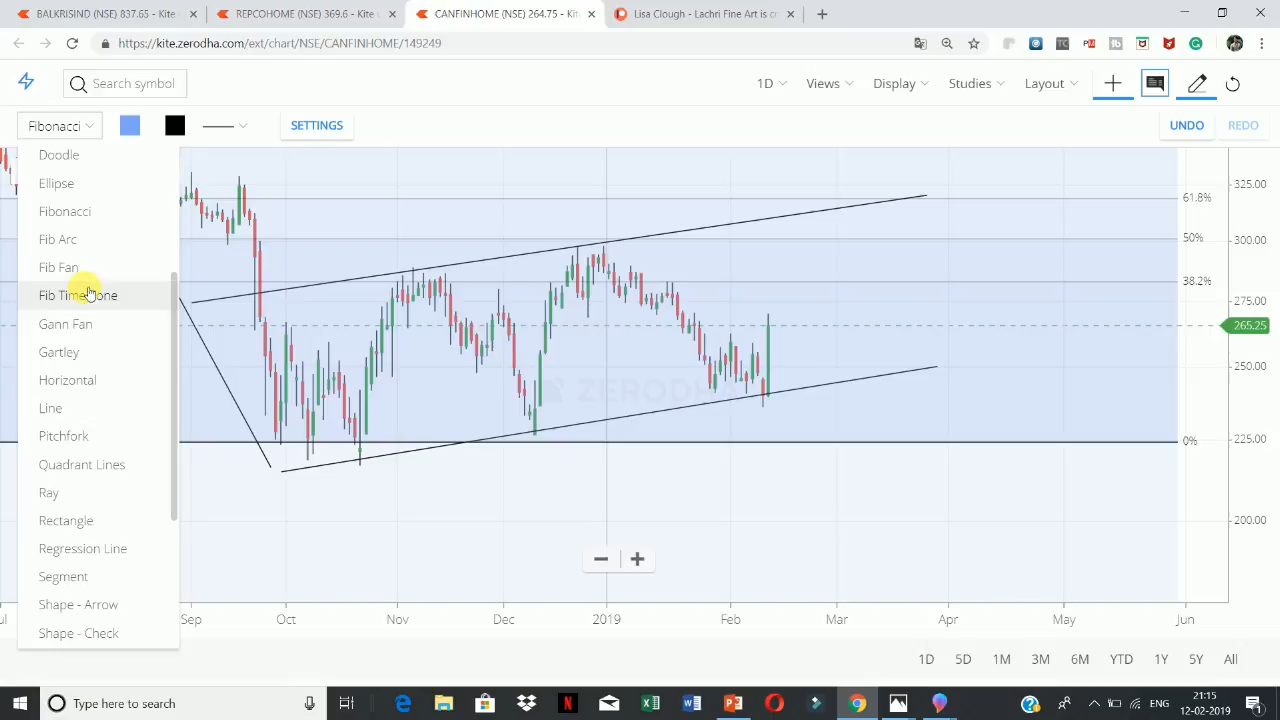 BALKRISIND (NSE) 837.65 - Kite
REPCOHOME (NSE) 369.6 - Kite
CANFINHOME (NSE) 264.75 - Kite
Lisa Clough - Lachri Fine Art is c
https://kite.zerodha.com/ext/chart/NSE/CANFINHOME/149249
Search symbol
1D Views Display Studies Layout
Fibonacci SETTINGS UNDO REDO
Doodle
Ellipse
Fibonacci
Fib Arc
Fib Fan
Fib Time Zone
Gann Fan
Gartley
Horizontal
Line
Pitchfork
Quadrant Lines
Ray
Rectangle
Regression Line
Segment
Shape - Arrow
Shape - Check
61.8%
50%
38.2%
0%
325.00
300.00
275.00
265.25
250.00
225.00
200.00
ZERODHA
Sep Oct Nov Dec 2019 Feb Mar Apr May Jun
1D 5D 1M 3M 6M YTD 1Y 5Y All
Type here to search
ENG
21:15
12-02-2019